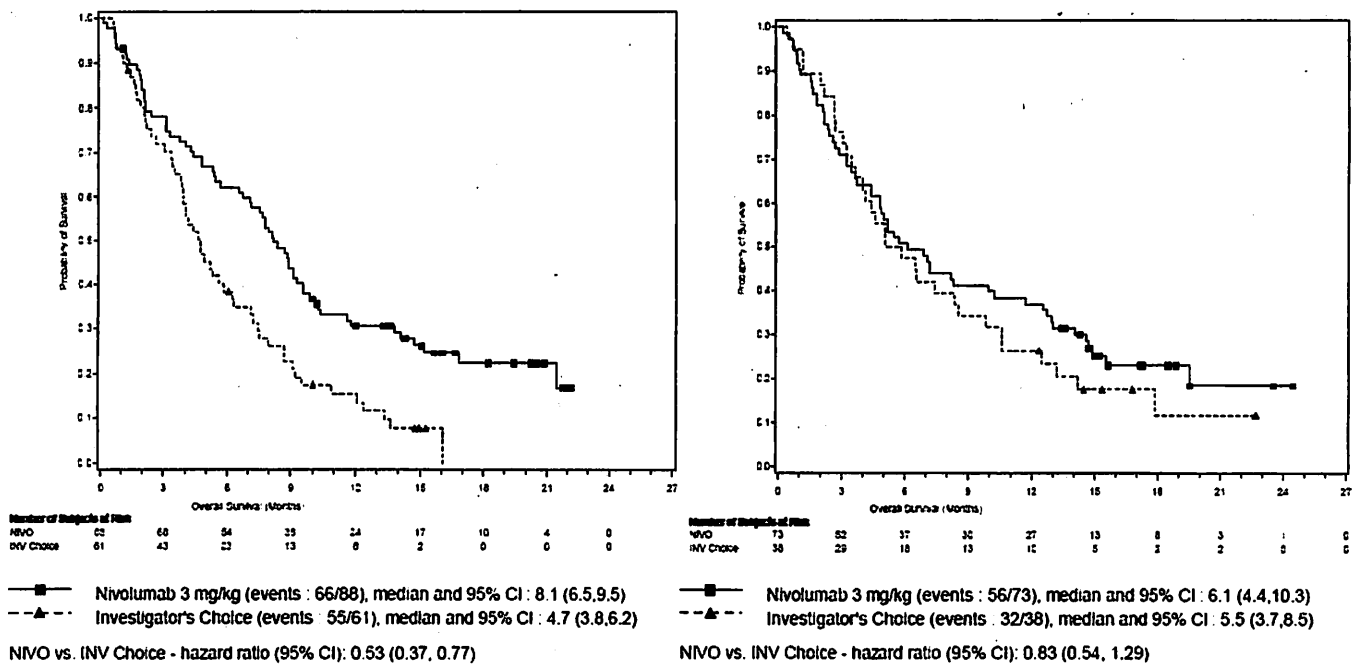 1.0
0.9
0.8
0.7
0.6
0.5
0.4
0.3
0.2
0.1
0.0
Probability of Survival
0 3 6 9 12 15 18 21 24 27
Overall Survival (Months)
Number of Subjects at Risk
NIVO 68 54 35 24 17 10 4 0
INV Choice 61 43 23 13 6 2 0 0 0
Nivolumab 3 mg/kg (events : 66/88), median and 95% CI : 8.1 (6.5,9.5)
Investigator's Choice (events : 55/61), median and 95% CI : 4.7 (3.8,6.2)
NIVO vs. INV Choice - hazard ratio (95% CI): 0.53 (0.37, 0.77)
1.0
0.9
0.8
0.7
0.6
0.5
0.4
0.3
0.2
0.1
0.0
Probability of Survival
0 3 6 9 12 15 18 21 24 27
Overall Survival (Months)
Number of Subjects at Risk
NIVO 73 52 37 30 27 13 8 3 1 0
INV Choice 38 29 18 13 10 5 2 2 0 0
Nivolumab 3 mg/kg (events : 56/73), median and 95% CI : 6.1 (4.4,10.3)
Investigator's Choice (events : 32/38), median and 95% CI : 5.5 (3.7,8.5)
NIVO vs. INV Choice - hazard ratio (95% CI): 0.83 (0.54, 1.29)